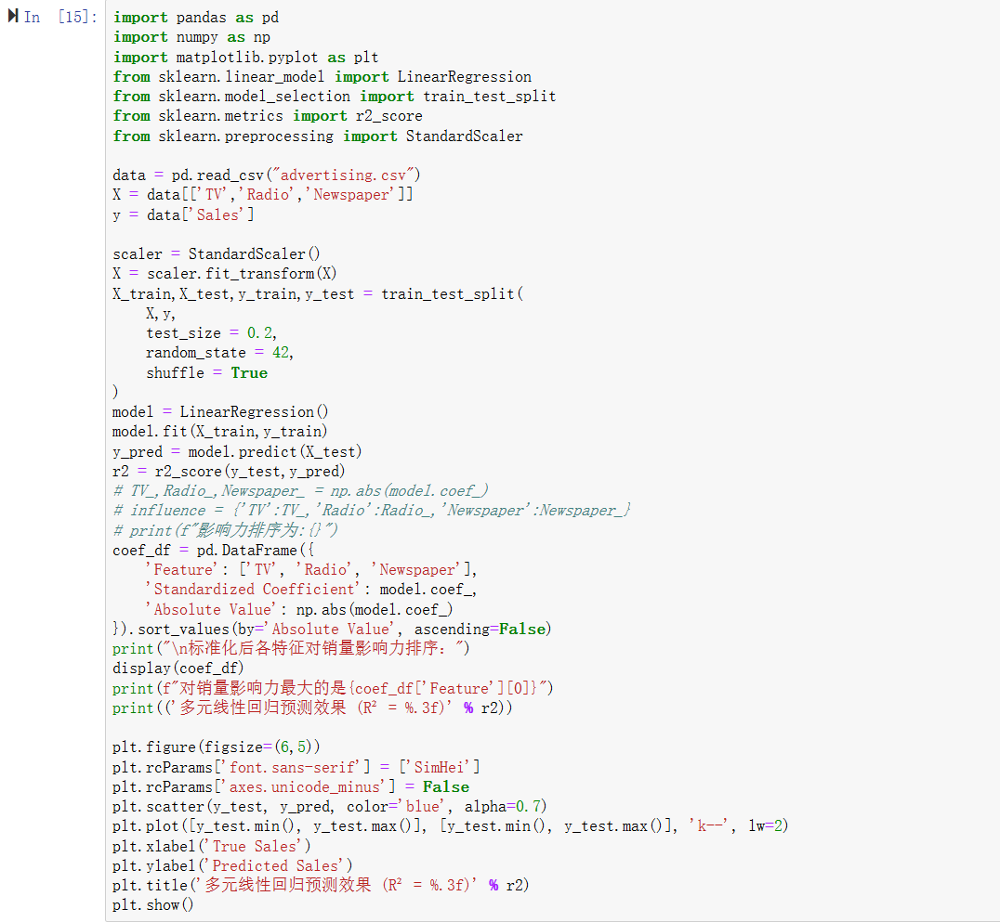 In [15]:
import pandas as pd
import numpy as np
import matplotlib.pyplot as plt
from sklearn.linear_model import LinearRegression
from sklearn.model_selection import train_test_split
from sklearn.metrics import r2_score
from sklearn.preprocessing import StandardScaler

data = pd.read_csv("advertising.csv")
X = data[['TV','Radio','Newspaper']]
y = data['Sales']

scaler = StandardScaler()
X = scaler.fit_transform(X)
X_train,X_test,y_train,y_test = train_test_split(
    X,y,
    test_size = 0.2,
    random_state = 42,
    shuffle = True
)
model = LinearRegression()
model.fit(X_train,y_train)
y_pred = model.predict(X_test)
r2 = r2_score(y_test,y_pred)
# TV_,Radio_,Newspaper_ = np.abs(model.coef_)
# influence = {'TV':TV_,'Radio':Radio_,'Newspaper':Newspaper_}
# print(f"影响力排序为:{}")
coef_df = pd.DataFrame({
    'Feature': ['TV', 'Radio', 'Newspaper'],
    'Standardized Coefficient': model.coef_,
    'Absolute Value': np.abs(model.coef_)
}).sort_values(by='Absolute Value', ascending=False)
print("\n标准化后各特征对销量影响力排序：")
display(coef_df)
print(f"对销量影响力最大的是{coef_df['Feature'][0]}")
print(('多元线性回归预测效果 (R² = %.3f)' % r2))

plt.figure(figsize=(6,5))
plt.rcParams['font.sans-serif'] = ['SimHei']
plt.rcParams['axes.unicode_minus'] = False
plt.scatter(y_test, y_pred, color='blue', alpha=0.7)
plt.plot([y_test.min(), y_test.max()], [y_test.min(), y_test.max()], 'k--', lw=2)
plt.xlabel('True Sales')
plt.ylabel('Predicted Sales')
plt.title('多元线性回归预测效果 (R² = %.3f)' % r2)
plt.show()